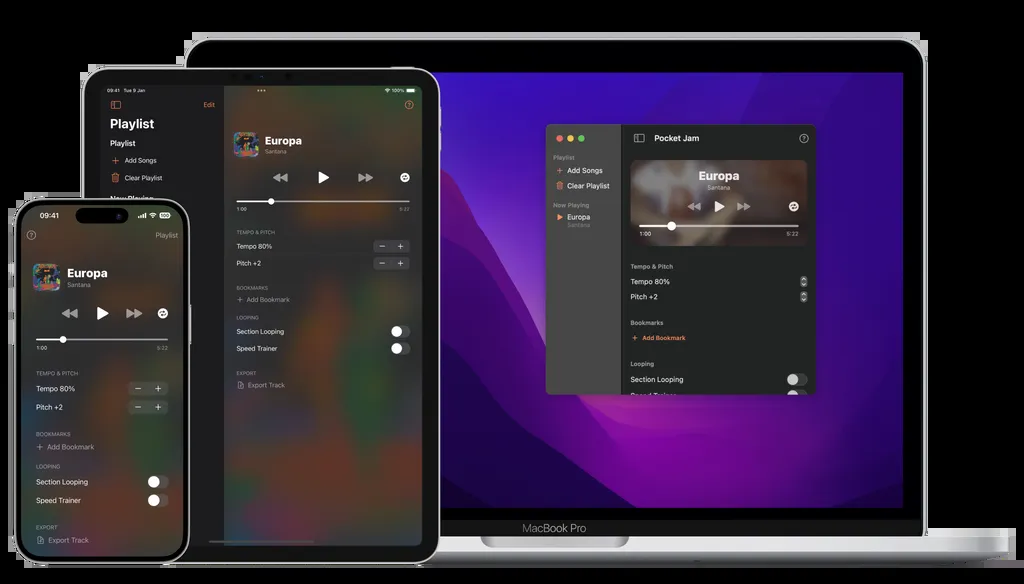 09:41 Tue 9 Jan
100%
Edit
Playlist
Playlist
Add Songs
Clear Playlist
Now Playing
Europa
Santana
1:00
5:22
TEMPO & PITCH
Tempo 80%
Pitch +2
BOOKMARKS
Add Bookmark
LOOPING
Section Looping
Speed Trainer
EXPORT
Export Track
09:41
100
Playlist
Europa
Santana
1:00
5:22
TEMPO & PITCH
Tempo 80%
Pitch +2
BOOKMARKS
Add Bookmark
LOOPING
Section Looping
Speed Trainer
EXPORT
Export Track
Pocket Jam
Playlist
Add Songs
Clear Playlist
Now Playing
Europa
Santana
Europa
Santana
1:00
5:22
Tempo & Pitch
Tempo 80%
Pitch +2
Bookmarks
Add Bookmark
Looping
Section Looping
Speed Trainer
MacBook Pro